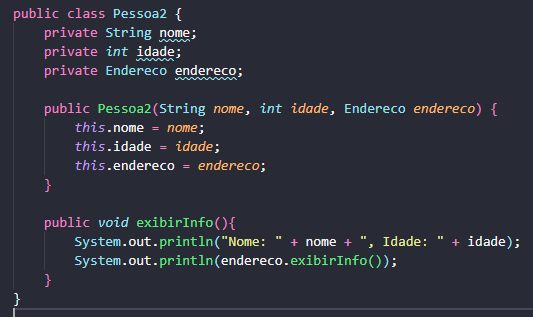 public class Pessoa2 {
    private String nome;
    private int idade;
    private Endereco endereco;

    public Pessoa2(String nome, int idade, Endereco endereco) {
        this.nome = nome;
        this.idade = idade;
        this.endereco = endereco;
    }

    public void exibirInfo(){
        System.out.println("Nome: " + nome + ", Idade: " + idade);
        System.out.println(endereco.exibirInfo());
    }
}